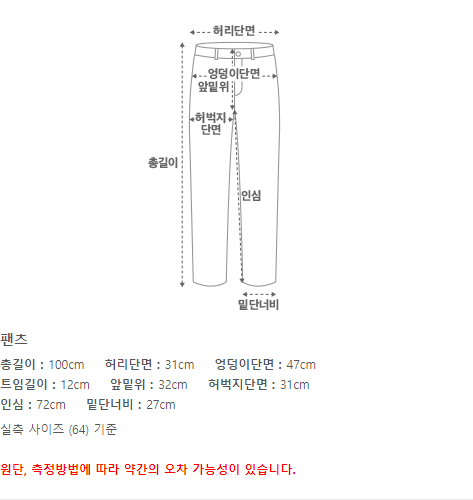 허리단면
엉덩이단면
앞밑위
허벅지
단면
총길이
인심
밑단너비
팬츠
총길이 : 100cm 허리단면 : 31cm 엉덩이단면 : 47cm
트임길이 : 12cm 앞밑위 : 32cm 허벅지단면 : 31cm
인심 : 72cm 밑단너비 : 27cm
실측 사이즈 (64) 기준
원단, 측정방법에 따라 약간의 오차 가능성이 있습니다.